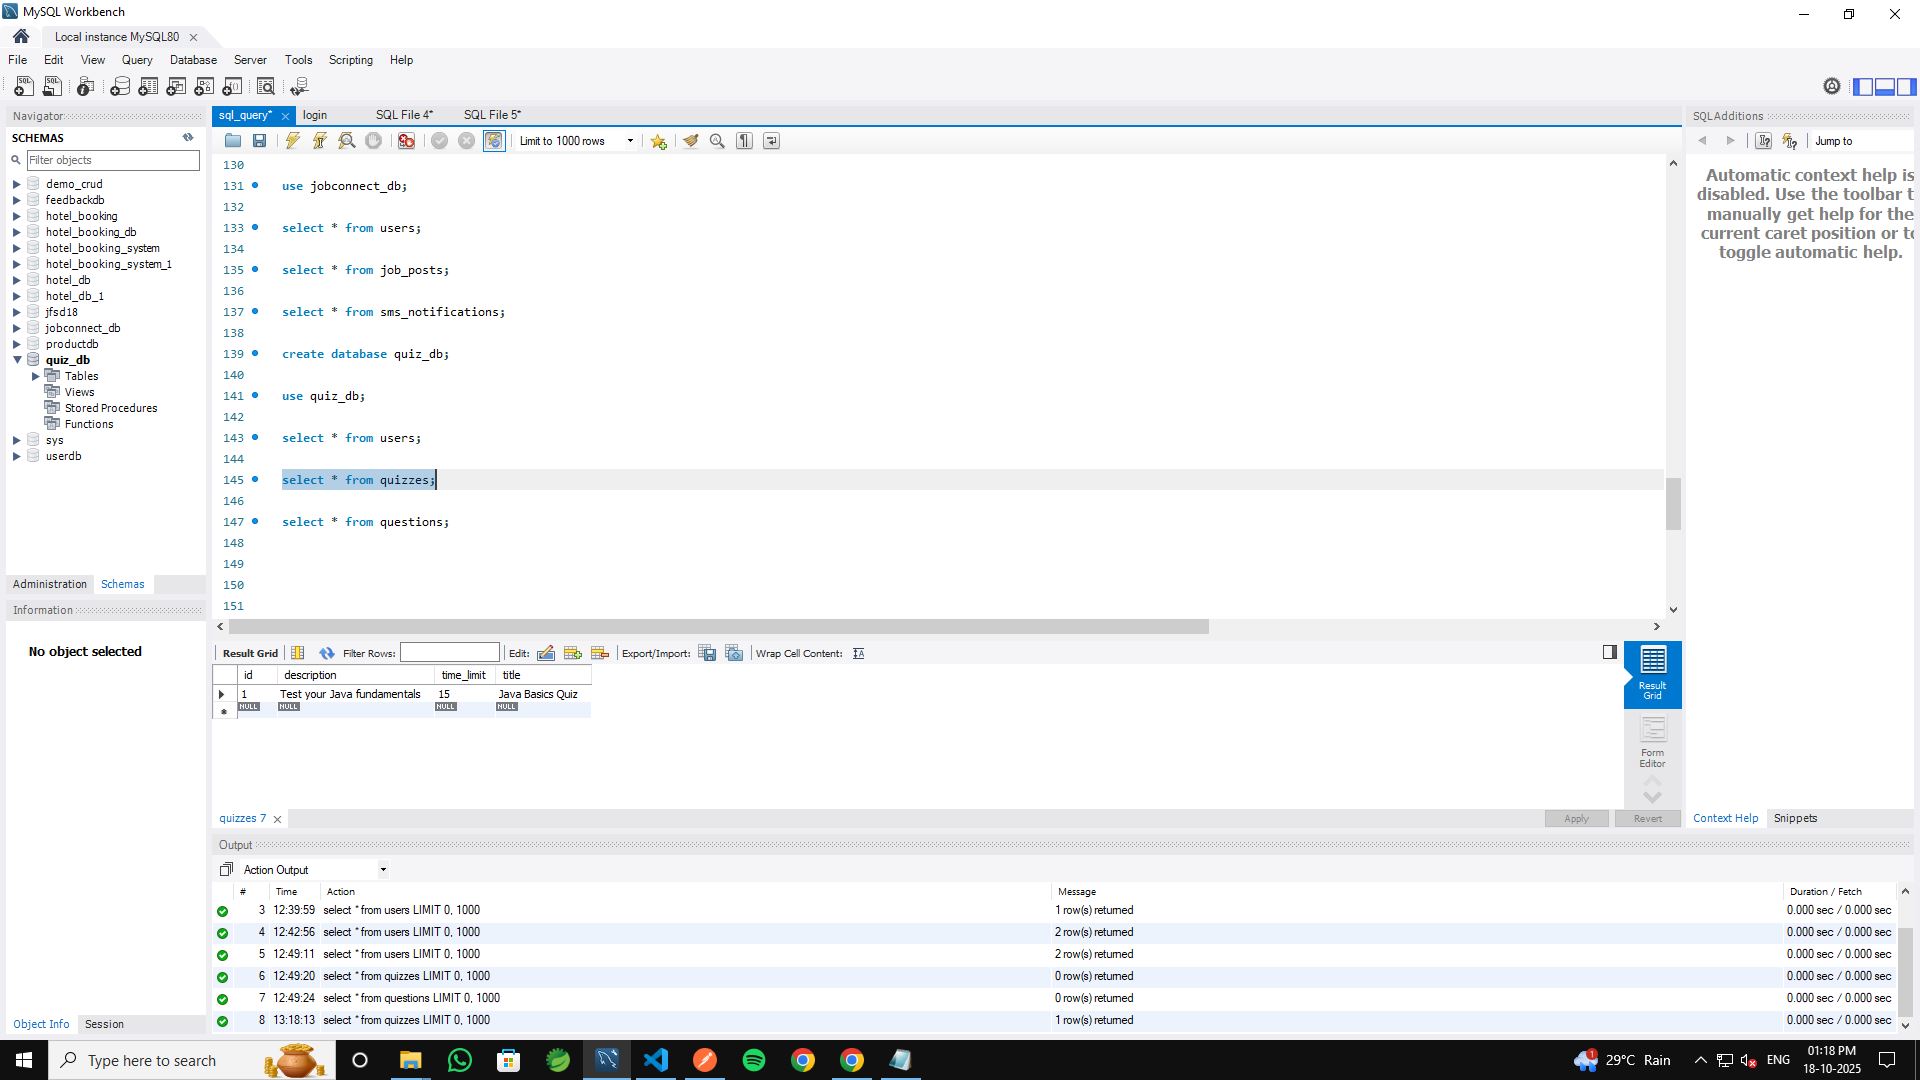 MySQL Workbench
Local instance MySQL80
File Edit View Query Database Server Tools Scripting Help
Navigator
SCHEMAS
Filter objects
demo_crud
feedbackdb
hotel_booking
hotel_booking_db
hotel_booking_system
hotel_booking_system_1
hotel_db
hotel_db_1
jfsd18
jobconnect_db
productdb
quiz_db
Tables
Views
Stored Procedures
Functions
sys
userdb
Administration Schemas
Information
No object selected
Object Info Session
sql_query* login SQL File 4* SQL File 5*
Limit to 1000 rows
130
131 use jobconnect_db;
132
133 select * from users;
134
135 select * from job_posts;
136
137 select * from sms_notifications;
138
139 create database quiz_db;
140
141 use quiz_db;
142
143 select * from users;
144
145 select * from quizzes;
146
147 select * from questions;
148
149
150
151
Result Grid Filter Rows: Edit: Export/Import: Wrap Cell Content:
id description time_limit title
1 Test your Java fundamentals 15 Java Basics Quiz
NULL NULL NULL NULL
Result
Grid
Form
Editor
quizzes 7 Apply Revert
SQLAdditions
Jump to
Automatic context help is
disabled. Use the toolbar t
manually get help for the
current caret position or to
toggle automatic help.
Context Help Snippets
Output
Action Output
# Time Action Message Duration / Fetch
3 12:39:59 select * from users LIMIT 0, 1000 1 row(s) returned 0.000 sec / 0.000 sec
4 12:42:56 select * from users LIMIT 0, 1000 2 row(s) returned 0.000 sec / 0.000 sec
5 12:49:11 select * from users LIMIT 0, 1000 2 row(s) returned 0.000 sec / 0.000 sec
6 12:49:20 select * from quizzes LIMIT 0, 1000 0 row(s) returned 0.000 sec / 0.000 sec
7 12:49:24 select * from questions LIMIT 0, 1000 0 row(s) returned 0.000 sec / 0.000 sec
8 13:18:13 select * from quizzes LIMIT 0, 1000 1 row(s) returned 0.000 sec / 0.000 sec
Type here to search
1
29°C Rain
ENG
01:18 PM
18-10-2025